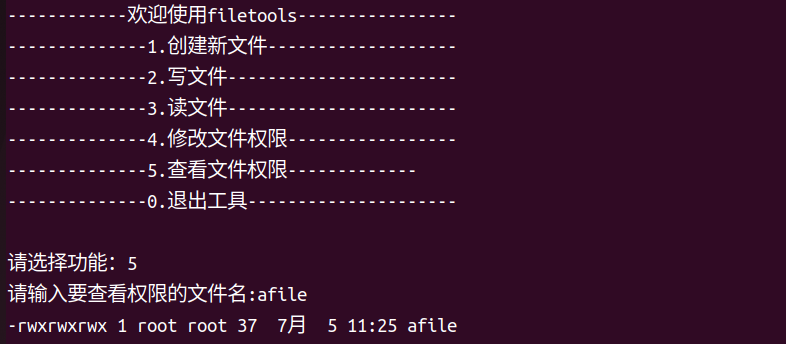 ------------欢迎使用filetools----------------
--------------1.创建新文件-------------------
--------------2.写文件-----------------------
--------------3.读文件-----------------------
--------------4.修改文件权限-----------------
--------------5.查看文件权限-------------
--------------0.退出工具---------------------
请选择功能：5
请输入要查看权限的文件名:afile
-rwxrwxrwx 1 root root 37  7月  5 11:25 afile